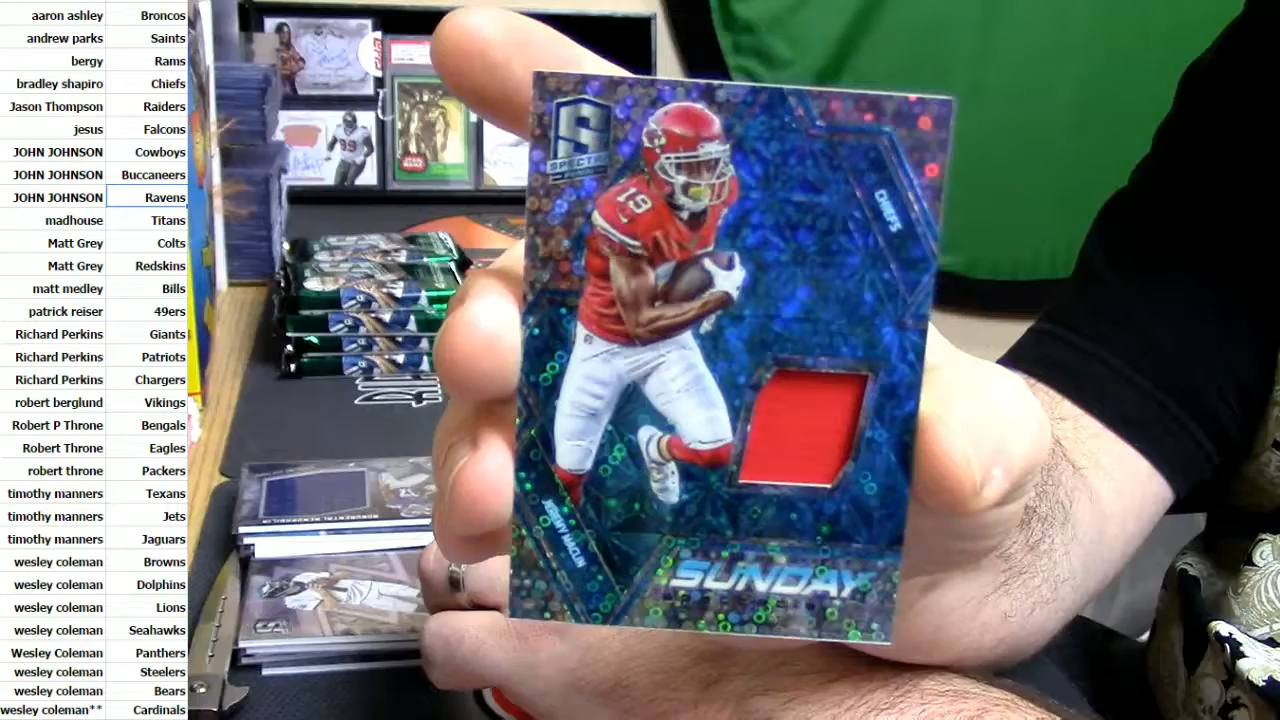 aaron ashley Broncos
andrew parks Saints
bergy Rams
bradley shapiro Chiefs
Jason Thompson Raiders
jesus Falcons
JOHN JOHNSON Cowboys
JOHN JOHNSON Buccaneers
JOHN JOHNSON Ravens
madhouse Titans
Matt Grey Colts
Matt Grey Redskins
matt medley Bills
patrick reiser 49ers
Richard Perkins Giants
Richard Perkins Patriots
Richard Perkins Chargers
robert berglund Vikings
Robert P Throne Bengals
Robert Throne Eagles
robert throne Packers
timothy manners Texans
timothy manners Jets
timothy manners Jaguars
wesley coleman Browns
wesley coleman Dolphins
wesley coleman Lions
wesley coleman Seahawks
Wesley Coleman Panthers
wesley coleman Steelers
wesley coleman Bears
wesley coleman** Cardinals
S
SPECTRA
19
CHIEFS
JEREMY MACLIN
SUNDAY
STAR
WARS
99